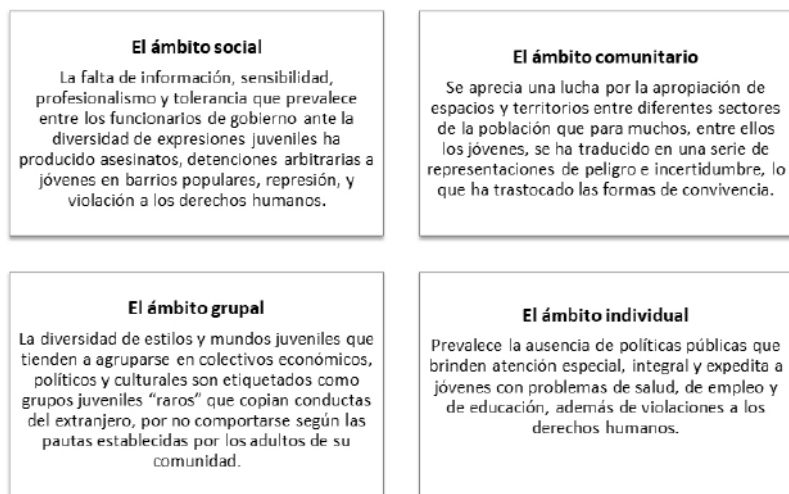 El ámbito social
La falta de información, sensibilidad,
profesionalismo y tolerancia que prevalece
entre los funcionarios de gobierno ante la
diversidad de expresiones juveniles ha
producido asesinatos, detenciones arbitrarias a
jóvenes en barrios populares, represión, y
violación a los derechos humanos.
El ámbito comunitario
Se aprecia una lucha por la apropiación de
espacios y territorios entre diferentes sectores
de la población que para muchos, entre ellos
los jóvenes, se ha traducido en una serie de
representaciones de peligro e incertidumbre, lo
que ha trastocado las formas de convivencia.
El ámbito grupal
La diversidad de estilos y mundos juveniles que
tienden a agruparse en colectivos económicos,
políticos y culturales son etiquetados como
grupos juveniles “raros” que copian conductas
del extranjero, por no comportarse según las
pautas establecidas por los adultos de su
comunidad.
El ámbito individual
Prevalece la ausencia de políticas públicas que
brinden atención especial, integral y expedita a
jóvenes con problemas de salud, de empleo y
de educación, además de violaciones a los
derechos humanos.